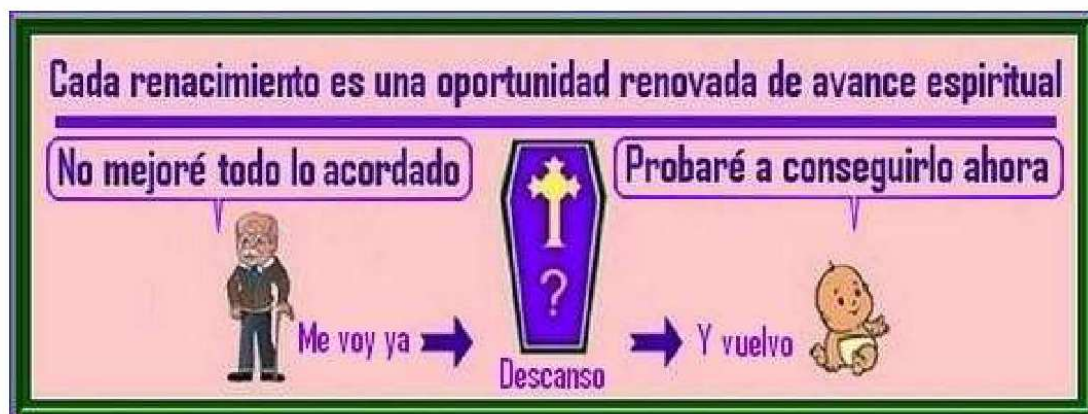 Cada renacimiento es una oportunidad renovada de avance espiritual
No mejoré todo lo acordado
Probaré a conseguirlo ahora
?
Me voy ya
Descanso
Y vuelvo